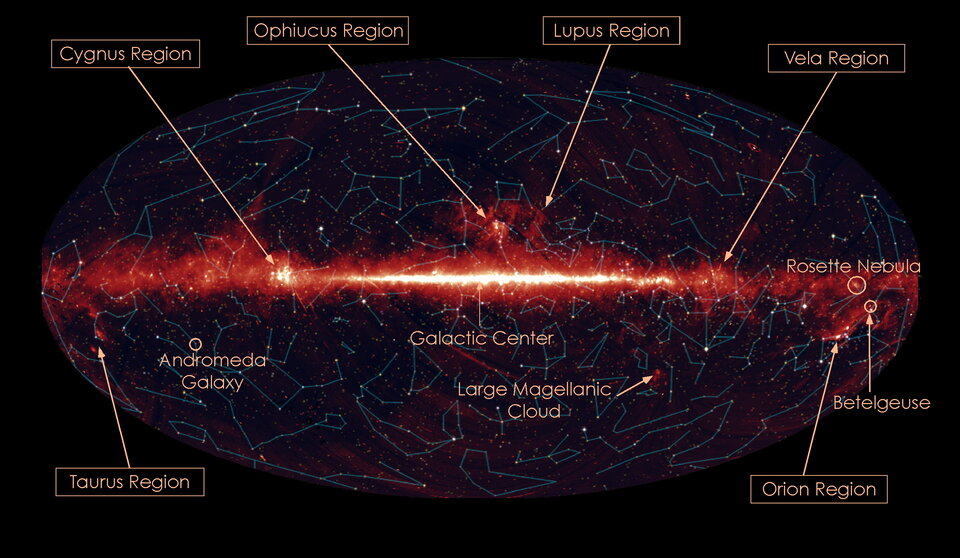 Ophiucus Region
Lupus Region
Cygnus Region
Vela Region
Rosette Nebula
Galactic Center
Andromeda
Galaxy
Large Magellanic
Cloud
Betelgeuse
Taurus Region
Orion Region